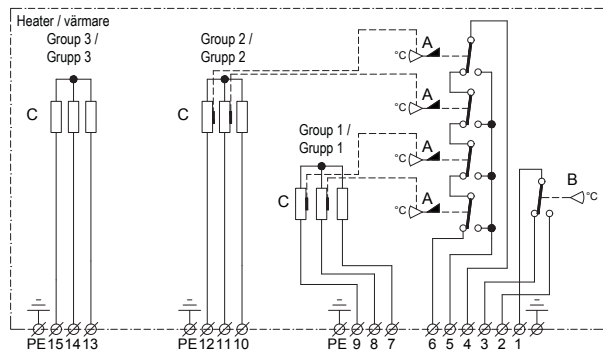 Heater / värmare
Group 3 /
Grupp 3
Group 2 /
Grupp 2
Group 1 /
Grupp 1
C
C
C
°C A
°C A
°C A
°C A
B
°C
PE 15 14 13 PE 12 11 10 PE 9 8 7 6 5 4 3 2 1